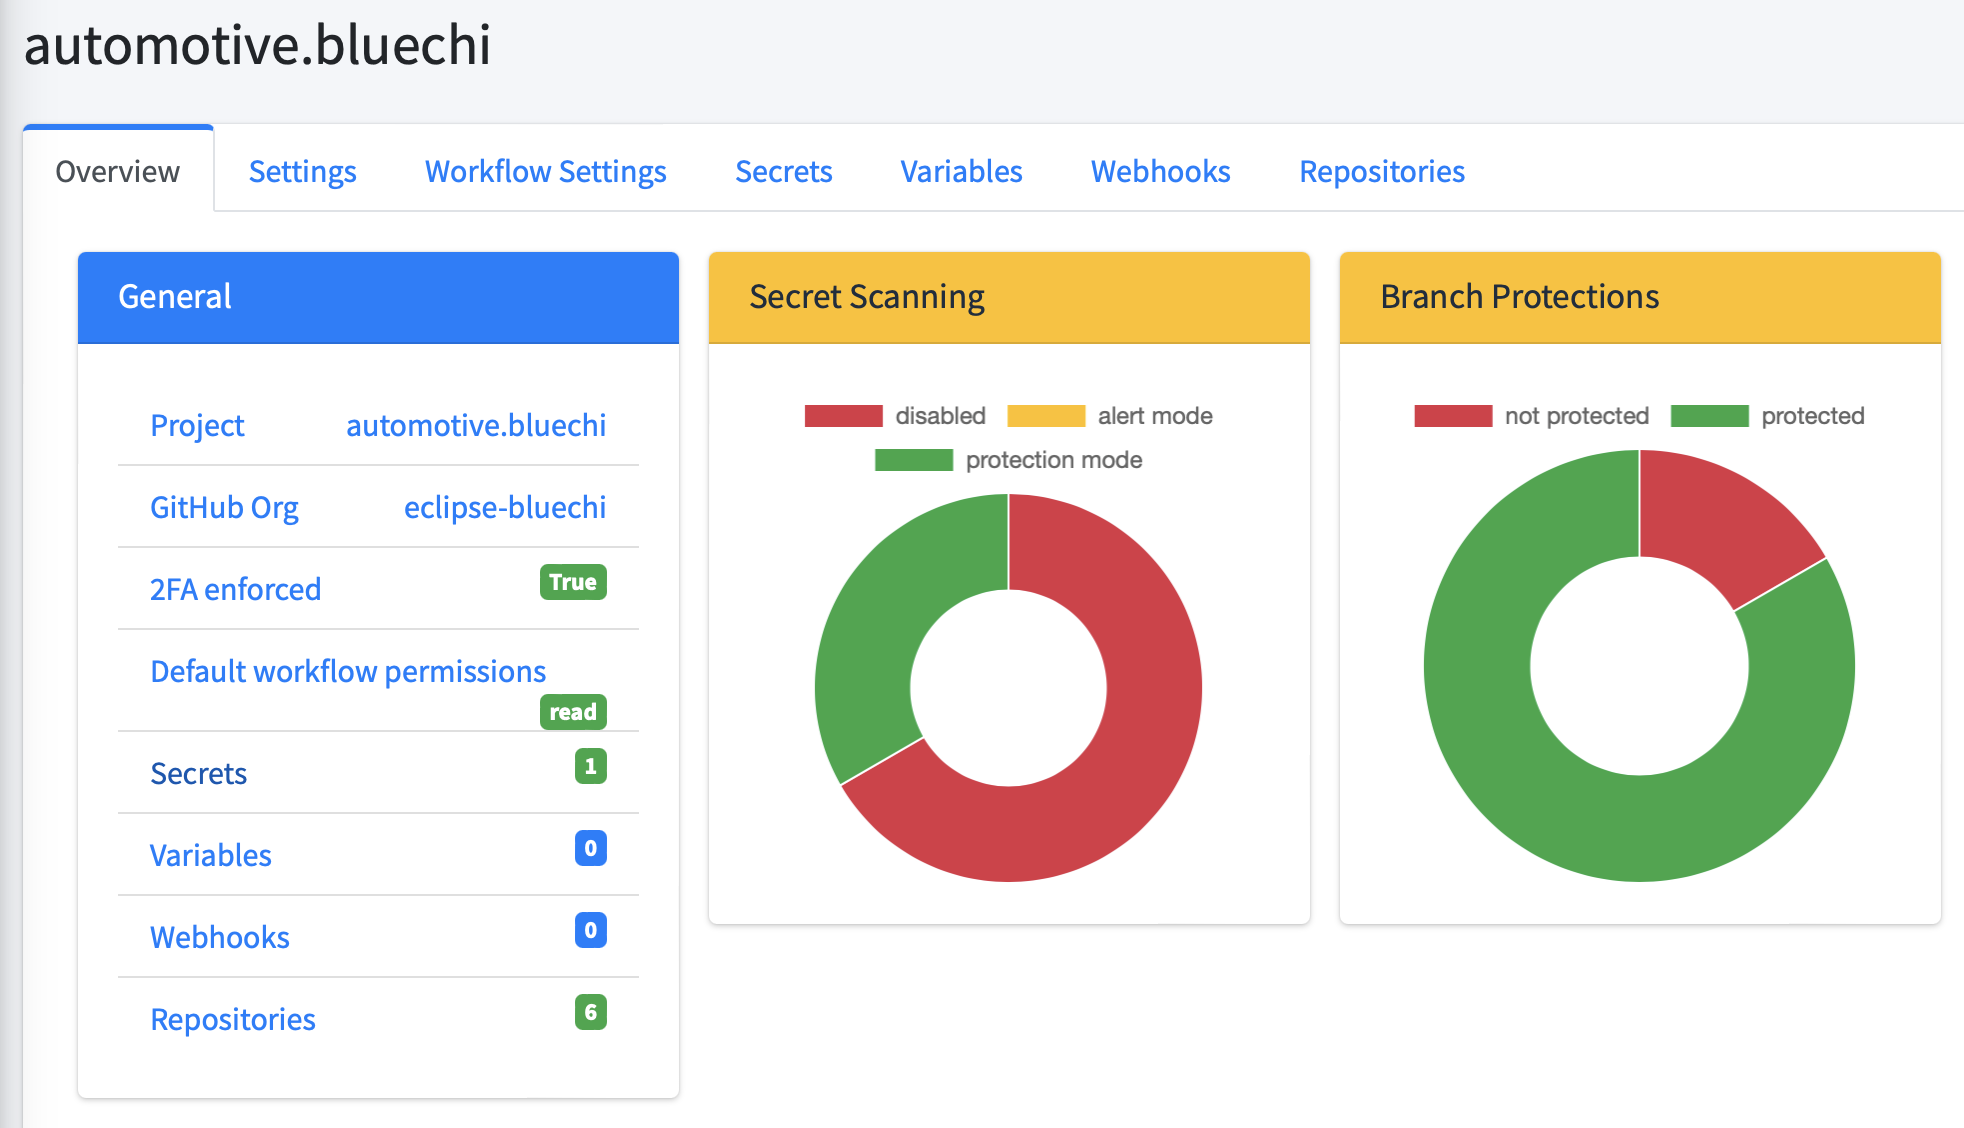 automotive.bluechi
Overview Settings Workflow Settings Secrets Variables Webhooks Repositories
General
Project automotive.bluechi
GitHub Org eclipse-bluechi
2FA enforced True
Default workflow permissions
read
Secrets 1
Variables 0
Webhooks 0
Repositories 6
Secret Scanning
disabled alert mode
protection mode
Branch Protections
not protected protected